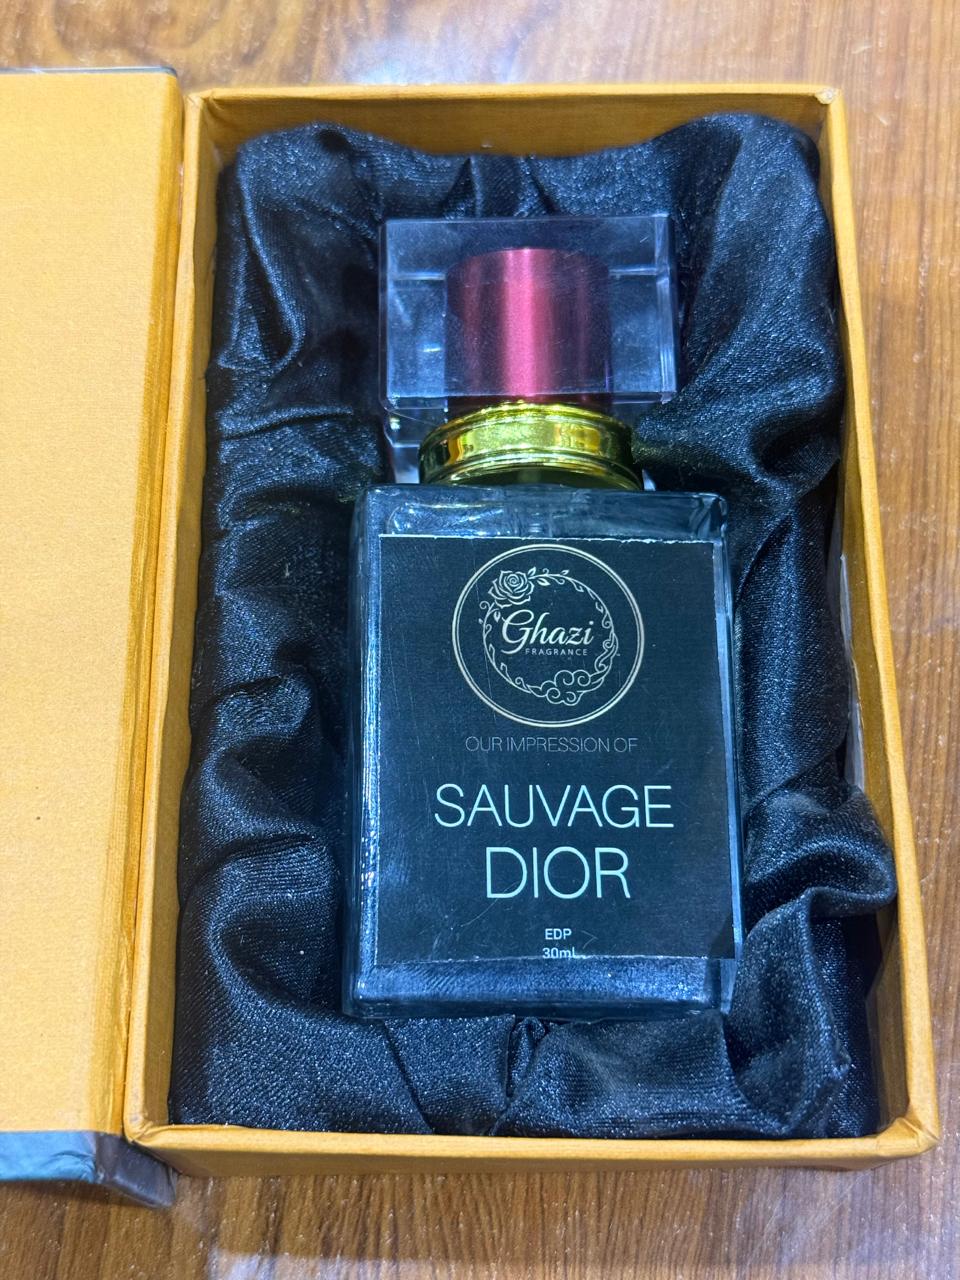 Ghazi
FRAGRANCE
OUR IMPRESSION OF
SAUVAGE
DIOR
EDP
30ml